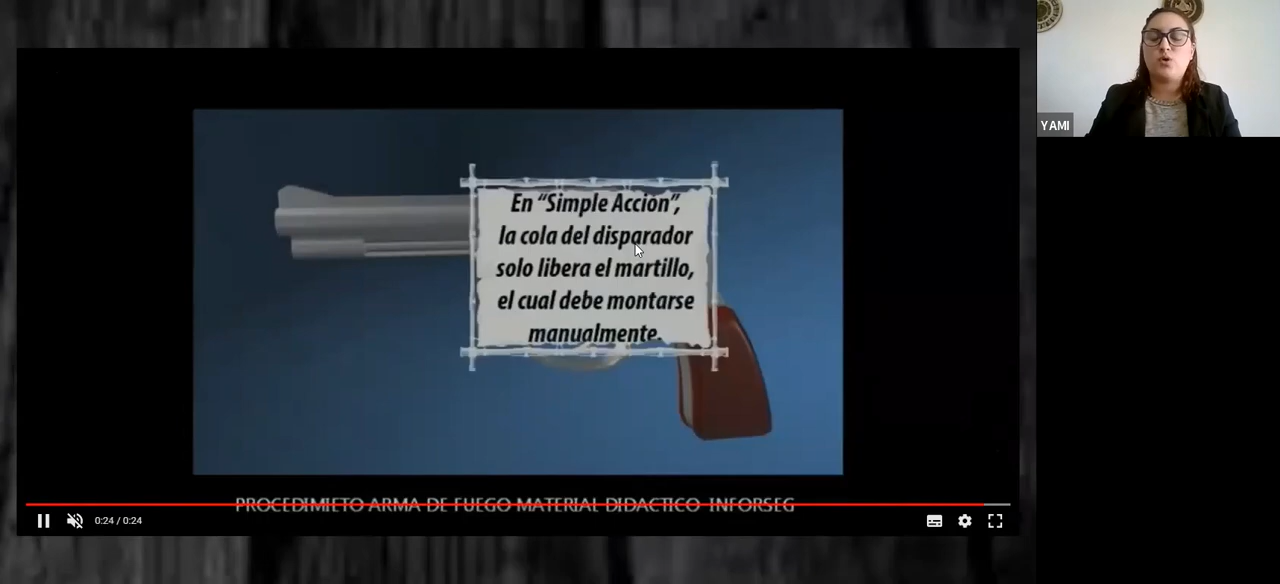 En “Simple Acción”,
la cola del disparador
solo libera el martillo,
el cual debe montarse
manualmente.
YAMI
PROCEDIMIETO ARMA DE FUEGO MATERIAL DIDACTICO INFORSEG
0:24 / 0:24